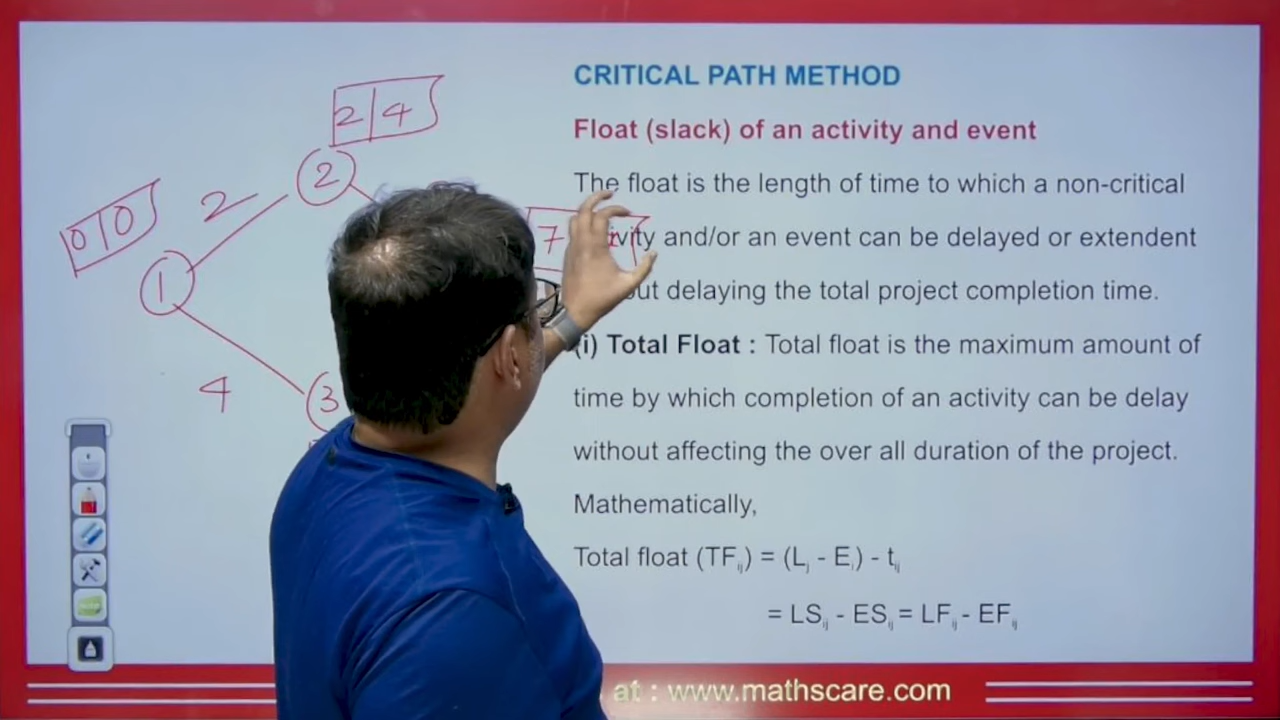 CRITICAL PATH METHOD
Float (slack) of an activity and event
The float is the length of time to which a non-critical
ivity and/or an event can be delayed or extendent
out delaying the total project completion time.
(i) Total Float : Total float is the maximum amount of
time by which completion of an activity can be delay
without affecting the over all duration of the project.
Mathematically,
Total float (TFij) = (Lj - Ei) - tij
= LSij - ESij = LFij - EFij
2 4
2
0 0
2
7
1
4
3
at : www.mathscare.com